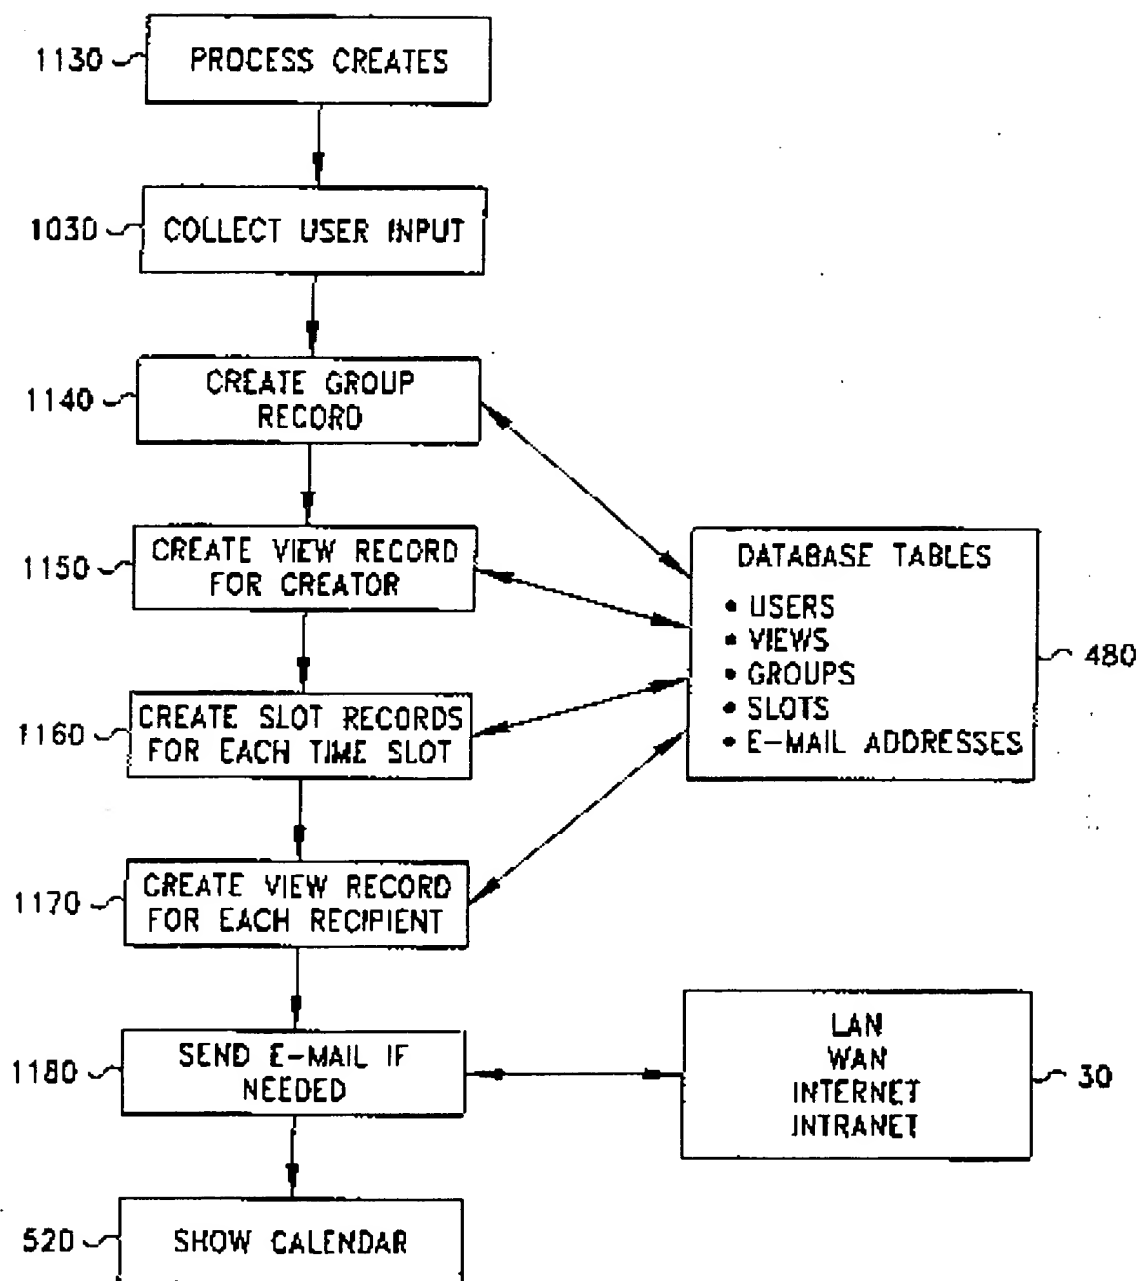 1130
PROCESS CREATES
1030
COLLECT USER INPUT
1140
CREATE GROUP
RECORD
1150
CREATE VIEW RECORD
FOR CREATOR
DATABASE TABLES
• USERS
• VIEWS
• GROUPS
• SLOTS
• E-MAIL ADDRESSES
480
1160
CREATE SLOT RECORDS
FOR EACH TIME SLOT
1170
CREATE VIEW RECORD
FOR EACH RECIPIENT
1180
SEND E-MAIL IF
NEEDED
LAN
WAN
INTERNET
INTRANET
30
520
SHOW CALENDAR